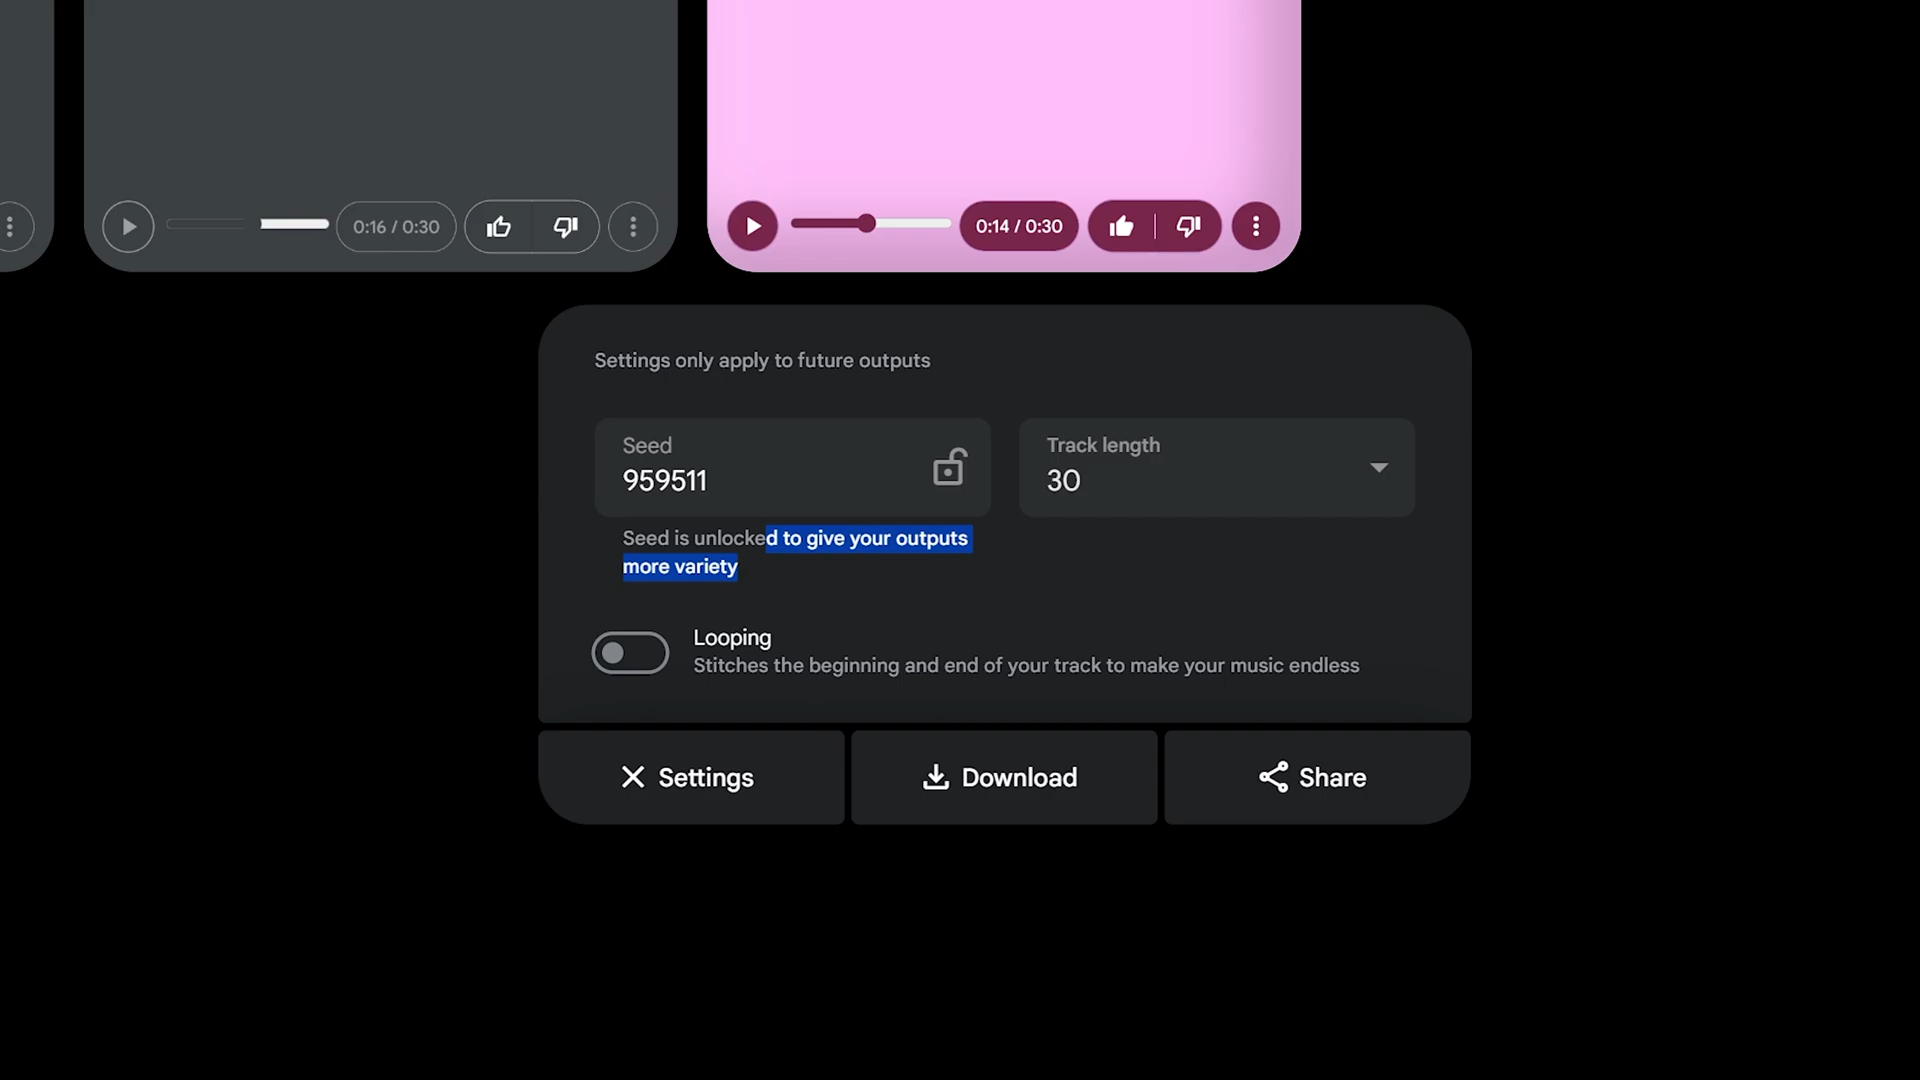 0:16 / 0:30
0:14 / 0:30
Settings only apply to future outputs
Seed
959511
Track length
30
Seed is unlocked to give your outputs
more variety
Looping
Stitches the beginning and end of your track to make your music endless
Settings
Download
Share